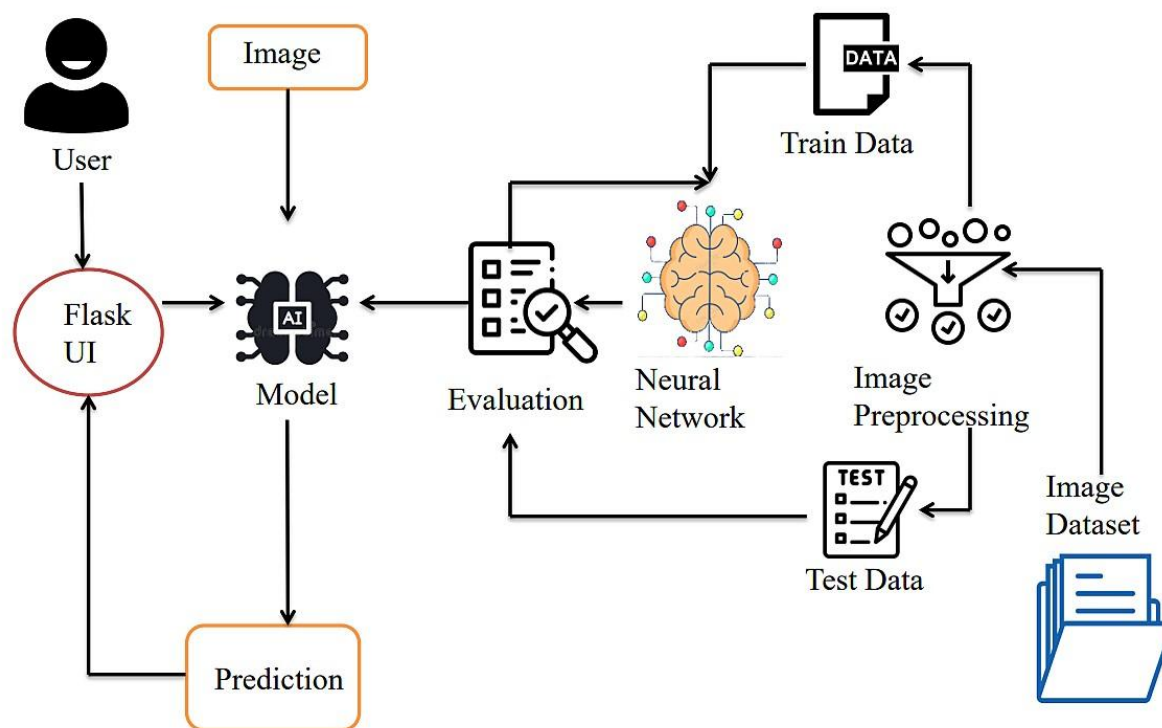 Image
DATA
Train Data
User
Flask
UI
AI
Model
Evaluation
Neural
Network
Image
Preprocessing
TEST
Test Data
Image
Dataset
Prediction